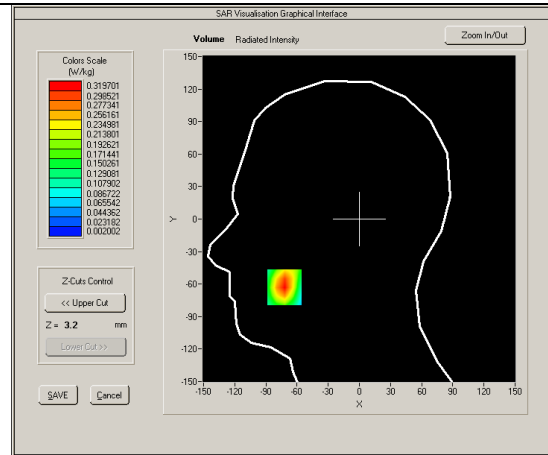 SAR Visualisation Graphical Interface
Volume Radiated Intensity
Zoom In/Out
Colors Scale
(W/kg)
0.319701
0.298521
0.277341
0.256161
0.234981
0.213801
0.192621
0.171441
0.150261
0.129081
0.107902
0.086722
0.065542
0.044362
0.023182
0.002002
Z-Cuts Control
<< Upper Cut
Z = 3.2 mm
Lower Cut >>
SAVE Cancel
150-
120-
90-
60-
30-
0-
-30-
-60-
-90-
-120-
-150-
Y
-150 -120 -90 -60 -30 0 30 60 90 120 150
X